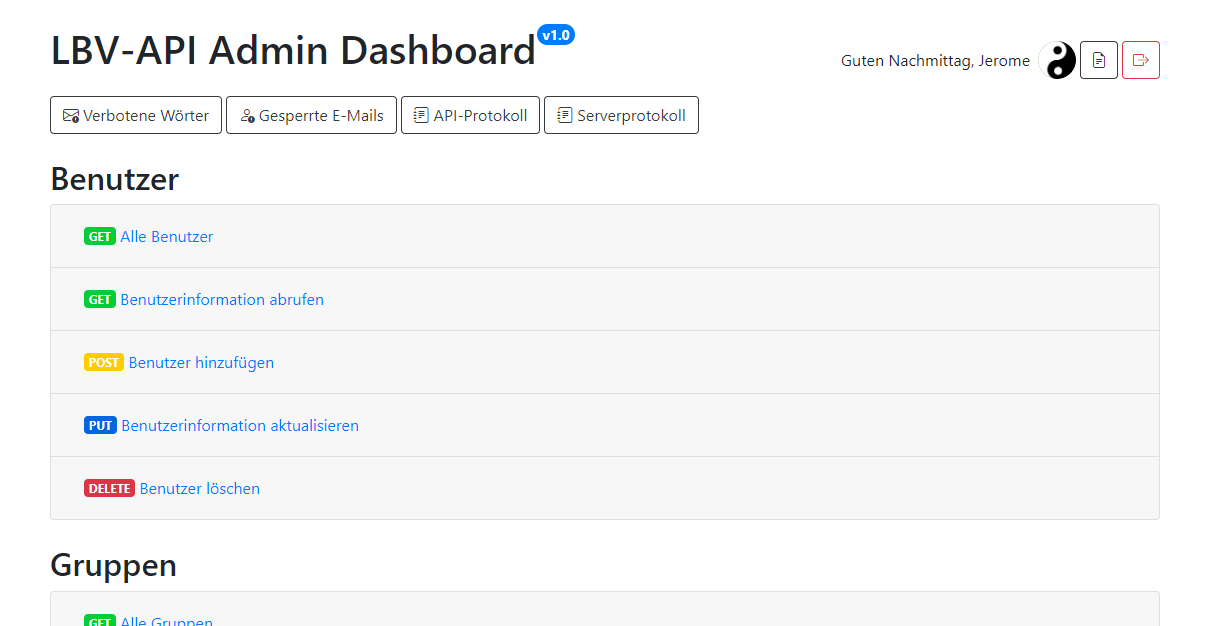 LBV-API Admin Dashboard v1.0
Guten Nachmittag, Jerome
Verbotene Wörter Gesperrte E-Mails API-Protokoll Serverprotokoll
Benutzer
GET Alle Benutzer
GET Benutzerinformation abrufen
POST Benutzer hinzufügen
PUT Benutzerinformation aktualisieren
DELETE Benutzer löschen
Gruppen
GET Alle Gruppen